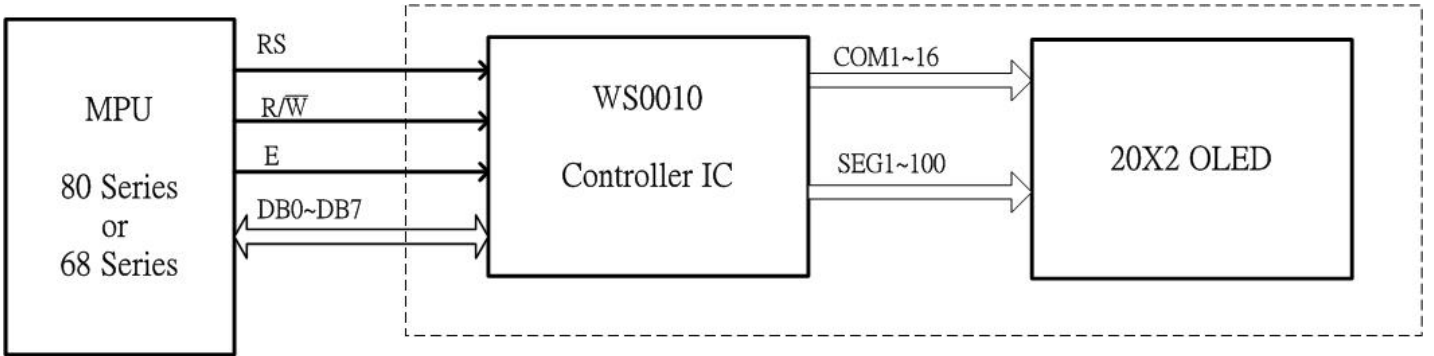 MPU
80 Series
or
68 Series
RS
R/W̅
E
DB0~DB7
WS0010
Controller IC
COM1~16
SEG1~100
20X2 OLED